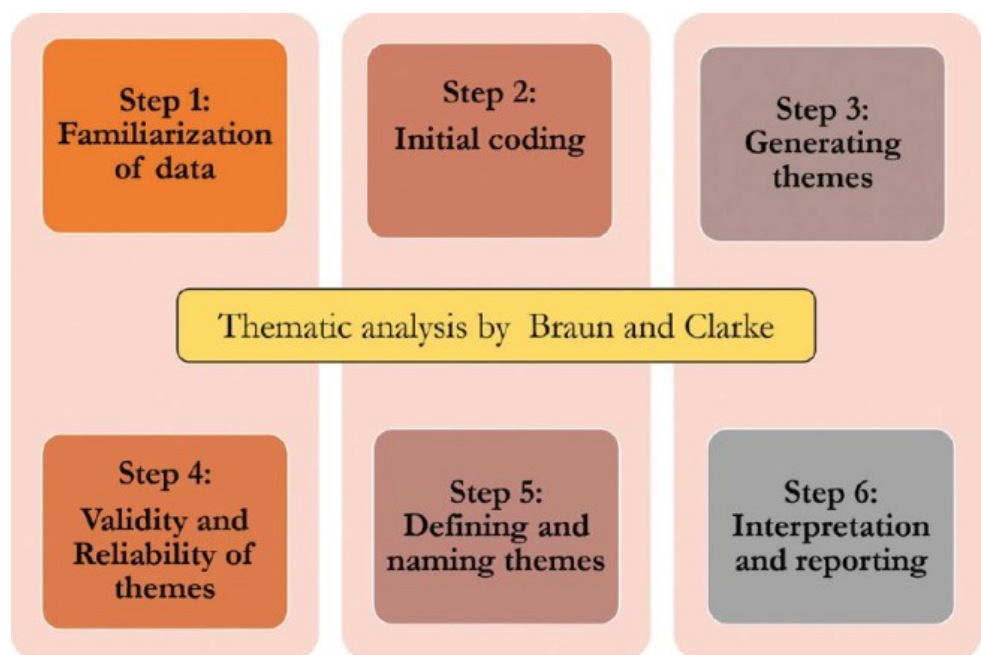 Step 1:
Familiarization
of data
Step 2:
Initial coding
Step 3:
Generating
themes
Thematic analysis by Braun and Clarke
Step 4:
Validity and
Reliability of
themes
Step 5:
Defining and
naming themes
Step 6:
Interpretation
and reporting